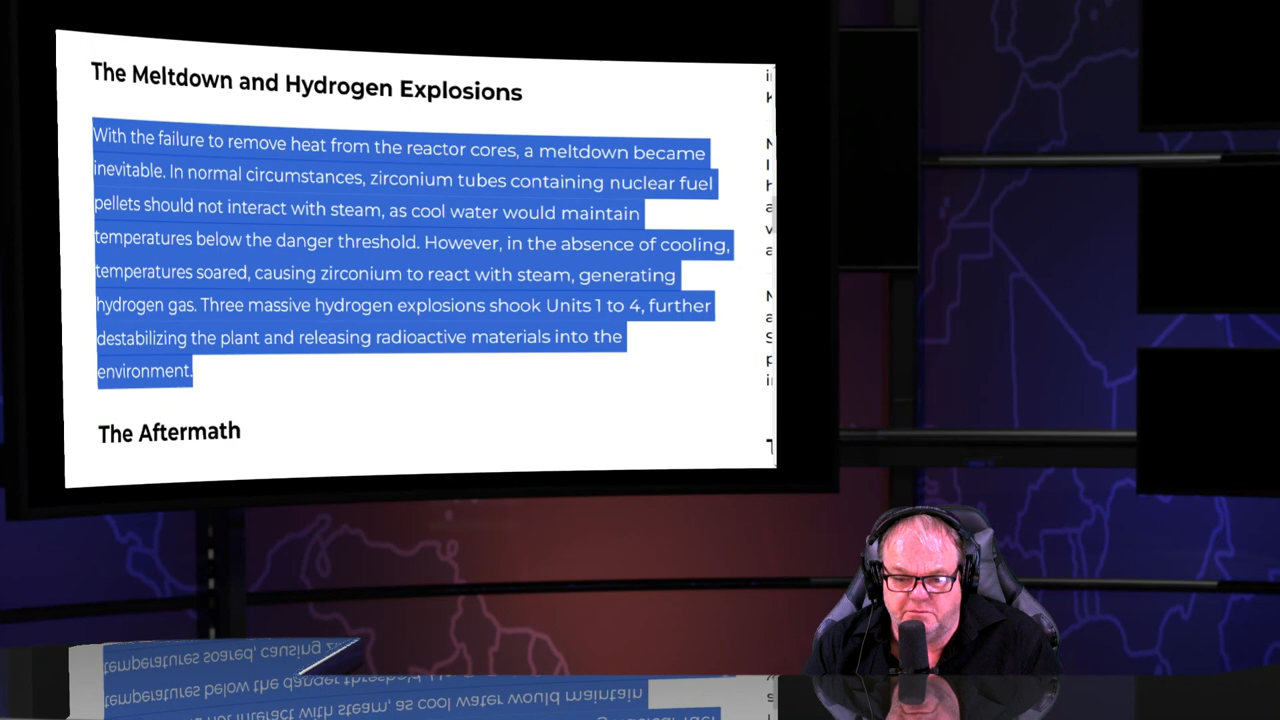 The Meltdown and Hydrogen Explosions
With the failure to remove heat from the reactor cores, a meltdown became
inevitable. In normal circumstances, zirconium tubes containing nuclear fuel
pellets should not interact with steam, as cool water would maintain
temperatures below the danger threshold. However, in the absence of cooling,
temperatures soared, causing zirconium to react with steam, generating
hydrogen gas. Three massive hydrogen explosions shook Units 1 to 4, further
destabilizing the plant and releasing radioactive materials into the
environment.
The Aftermath